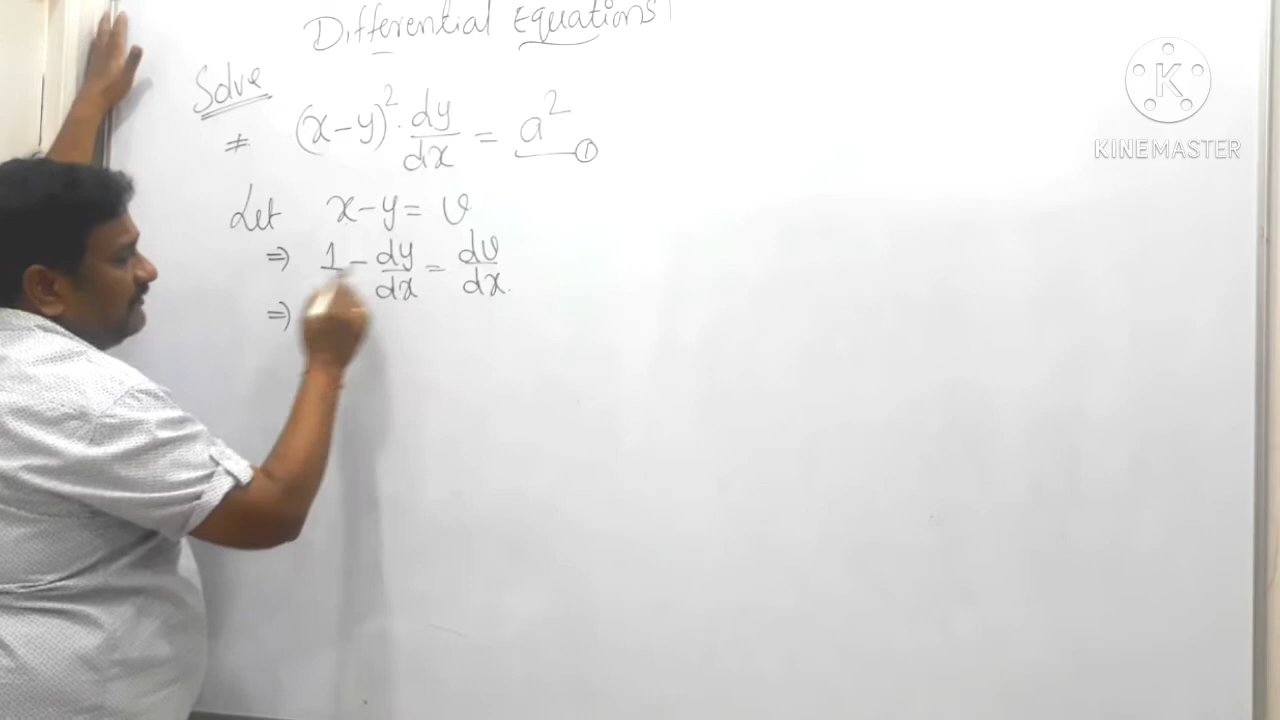 Differential Equations
Solve
≠ (x-y)². dy/dx = a² ①
Let x-y = v
⇒ 1 - dy/dx = dv/dx.
⇒
K
KINEMASTER